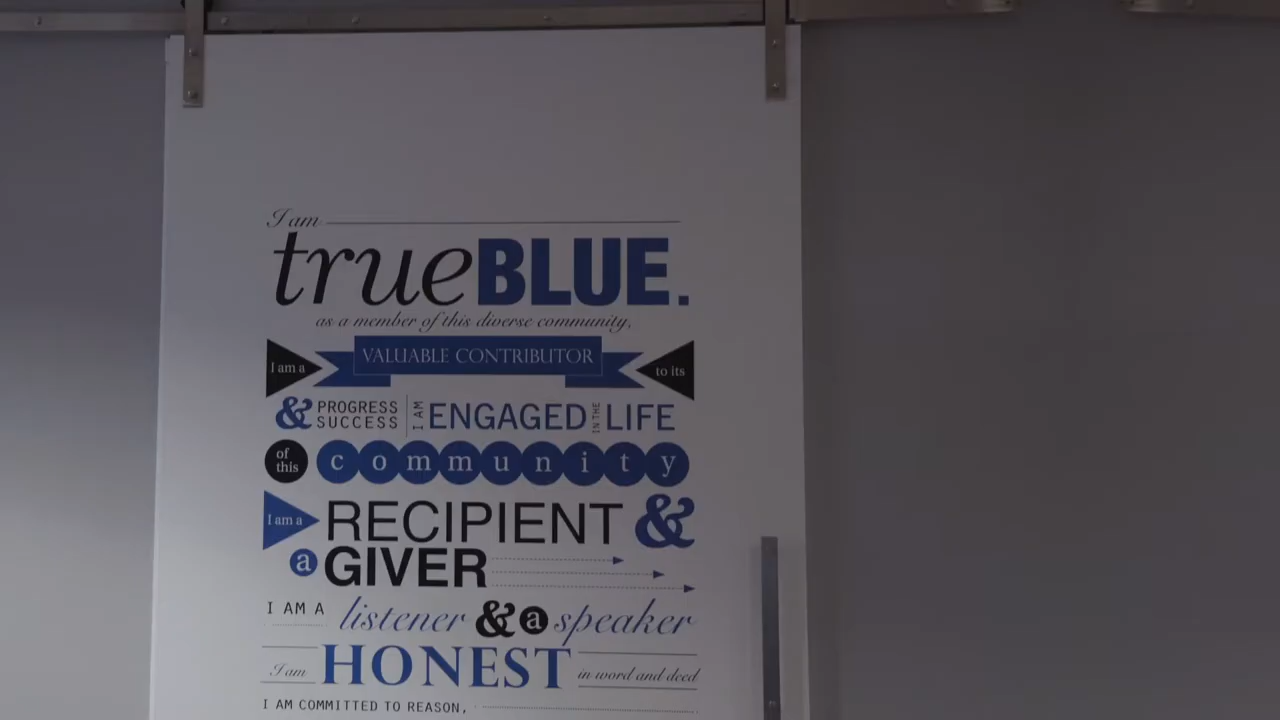 I am
true BLUE.
as a member of this diverse community,
I am a VALUABLE CONTRIBUTOR to its
& PROGRESS SUCCESS I AM ENGAGED IN THE LIFE
of this community
I am a RECIPIENT &
a GIVER
I AM A listener & a speaker
I am HONEST in word and deed
I AM COMMITTED TO REASON,